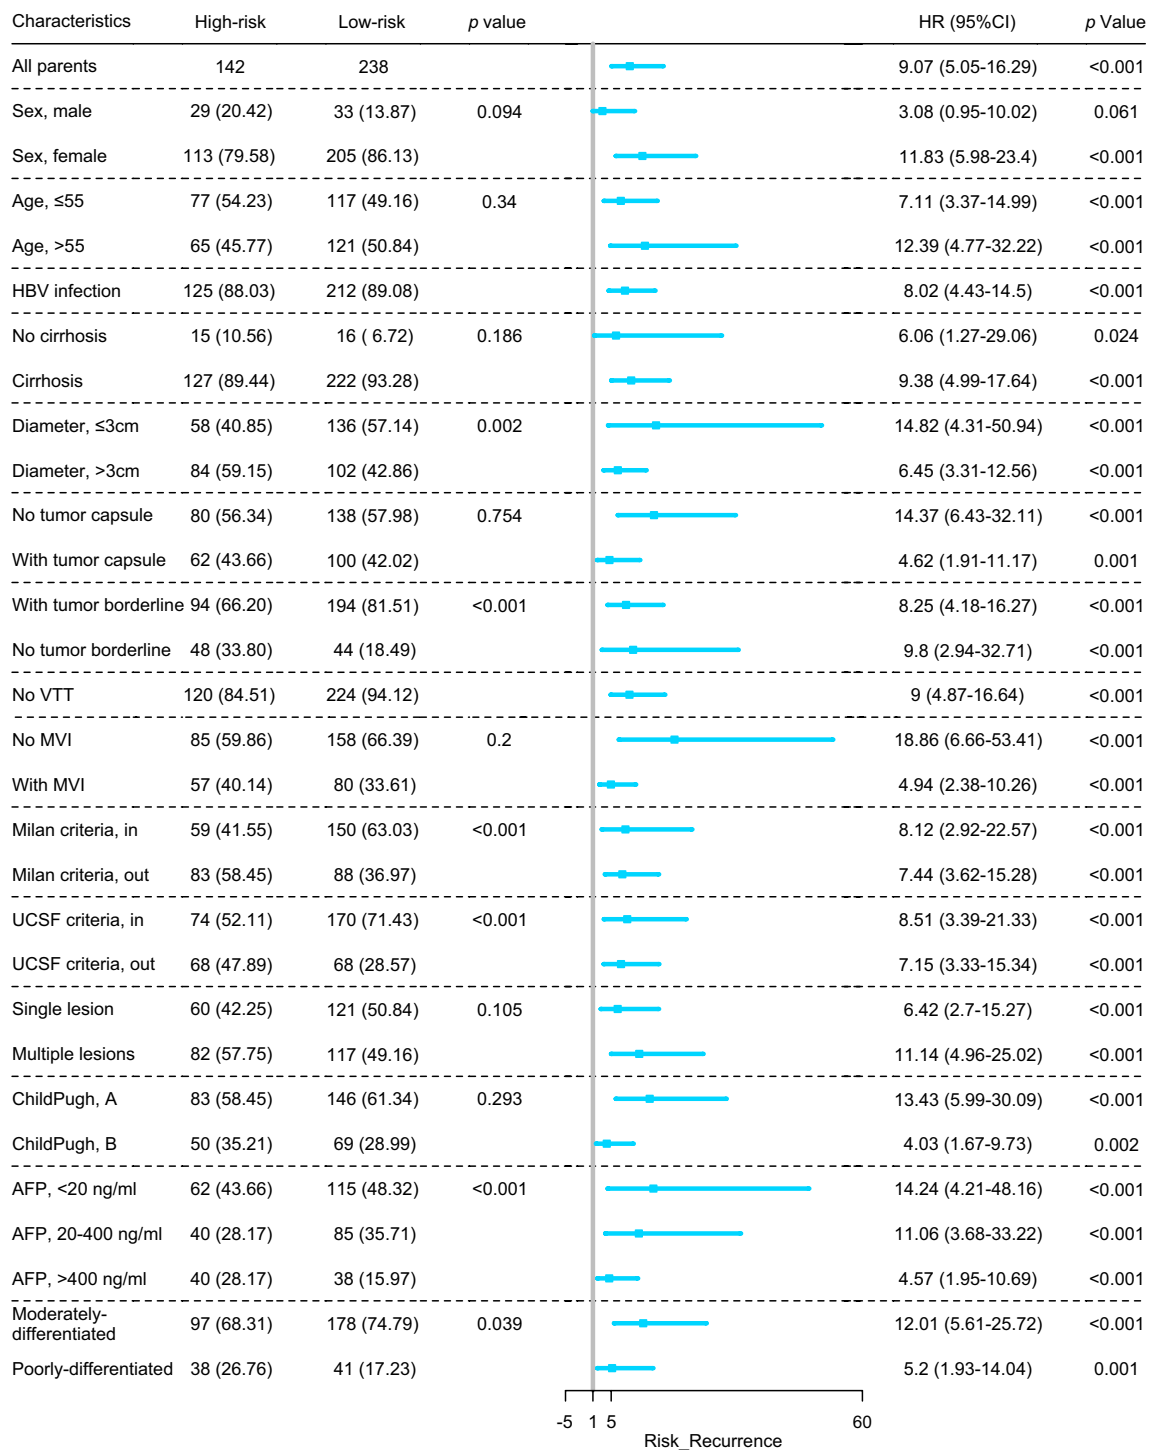 Characteristics High-risk Low-risk p value HR (95%CI) p Value
All parents 142 238 9.07 (5.05-16.29) <0.001
Sex, male 29 (20.42) 33 (13.87) 0.094 3.08 (0.95-10.02) 0.061
Sex, female 113 (79.58) 205 (86.13) 11.83 (5.98-23.4) <0.001
Age, ≤55 77 (54.23) 117 (49.16) 0.34 7.11 (3.37-14.99) <0.001
Age, >55 65 (45.77) 121 (50.84) 12.39 (4.77-32.22) <0.001
HBV infection 125 (88.03) 212 (89.08) 8.02 (4.43-14.5) <0.001
No cirrhosis 15 (10.56) 16 ( 6.72) 0.186 6.06 (1.27-29.06) 0.024
Cirrhosis 127 (89.44) 222 (93.28) 9.38 (4.99-17.64) <0.001
Diameter, ≤3cm 58 (40.85) 136 (57.14) 0.002 14.82 (4.31-50.94) <0.001
Diameter, >3cm 84 (59.15) 102 (42.86) 6.45 (3.31-12.56) <0.001
No tumor capsule 80 (56.34) 138 (57.98) 0.754 14.37 (6.43-32.11) <0.001
With tumor capsule 62 (43.66) 100 (42.02) 4.62 (1.91-11.17) 0.001
With tumor borderline 94 (66.20) 194 (81.51) <0.001 8.25 (4.18-16.27) <0.001
No tumor borderline 48 (33.80) 44 (18.49) 9.8 (2.94-32.71) <0.001
No VTT 120 (84.51) 224 (94.12) 9 (4.87-16.64) <0.001
No MVI 85 (59.86) 158 (66.39) 0.2 18.86 (6.66-53.41) <0.001
With MVI 57 (40.14) 80 (33.61) 4.94 (2.38-10.26) <0.001
Milan criteria, in 59 (41.55) 150 (63.03) <0.001 8.12 (2.92-22.57) <0.001
Milan criteria, out 83 (58.45) 88 (36.97) 7.44 (3.62-15.28) <0.001
UCSF criteria, in 74 (52.11) 170 (71.43) <0.001 8.51 (3.39-21.33) <0.001
UCSF criteria, out 68 (47.89) 68 (28.57) 7.15 (3.33-15.34) <0.001
Single lesion 60 (42.25) 121 (50.84) 0.105 6.42 (2.7-15.27) <0.001
Multiple lesions 82 (57.75) 117 (49.16) 11.14 (4.96-25.02) <0.001
ChildPugh, A 83 (58.45) 146 (61.34) 0.293 13.43 (5.99-30.09) <0.001
ChildPugh, B 50 (35.21) 69 (28.99) 4.03 (1.67-9.73) 0.002
AFP, <20 ng/ml 62 (43.66) 115 (48.32) <0.001 14.24 (4.21-48.16) <0.001
AFP, 20-400 ng/ml 40 (28.17) 85 (35.71) 11.06 (3.68-33.22) <0.001
AFP, >400 ng/ml 40 (28.17) 38 (15.97) 4.57 (1.95-10.69) <0.001
Moderately-
differentiated 97 (68.31) 178 (74.79) 0.039 12.01 (5.61-25.72) <0.001
Poorly-differentiated 38 (26.76) 41 (17.23) 5.2 (1.93-14.04) 0.001
-5 1 5 60
Risk_Recurrence